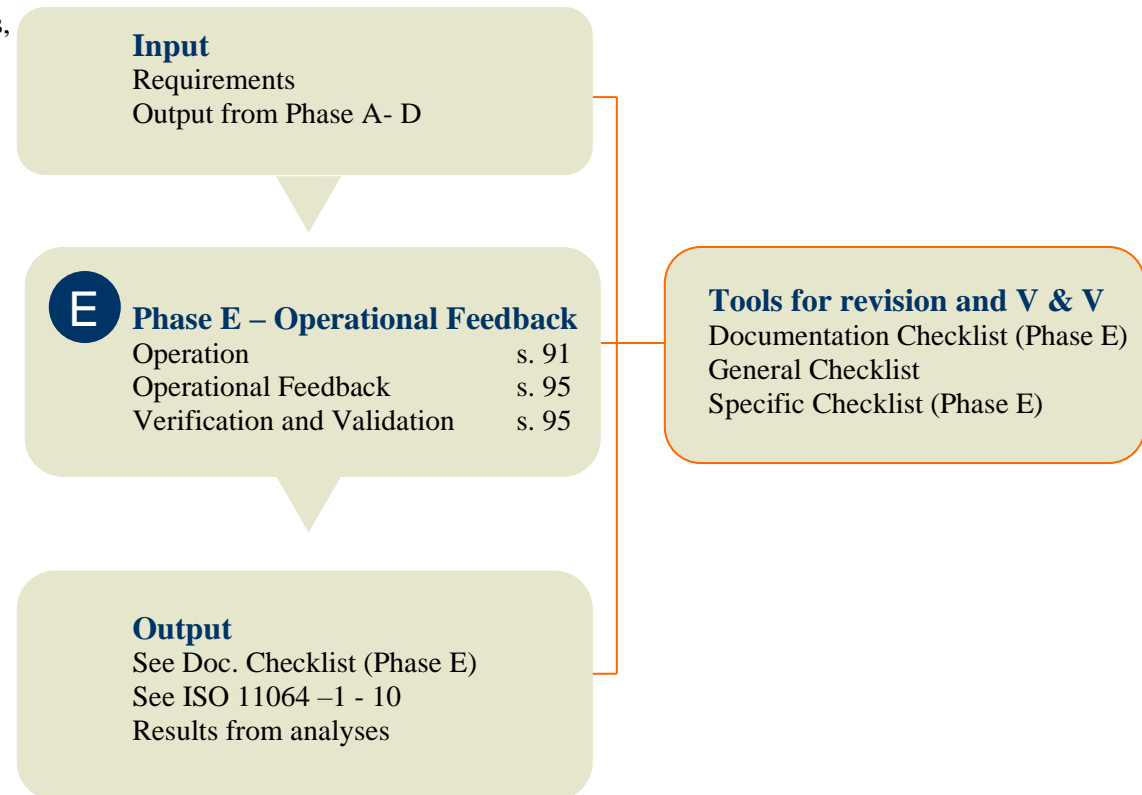 s,
Input
Requirements
Output from Phase A- D
E
Phase E – Operational Feedback
Operation s. 91
Operational Feedback s. 95
Verification and Validation s. 95
Tools for revision and V & V
Documentation Checklist (Phase E)
General Checklist
Specific Checklist (Phase E)
Output
See Doc. Checklist (Phase E)
See ISO 11064 –1 - 10
Results from analyses